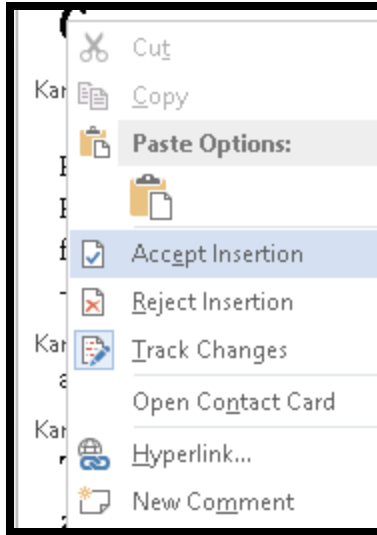 Cut
Kar
Copy
Paste Options:
Accept Insertion
Reject Insertion
Kar
Track Changes
Open Contact Card
Kar
Hyperlink...
New Comment